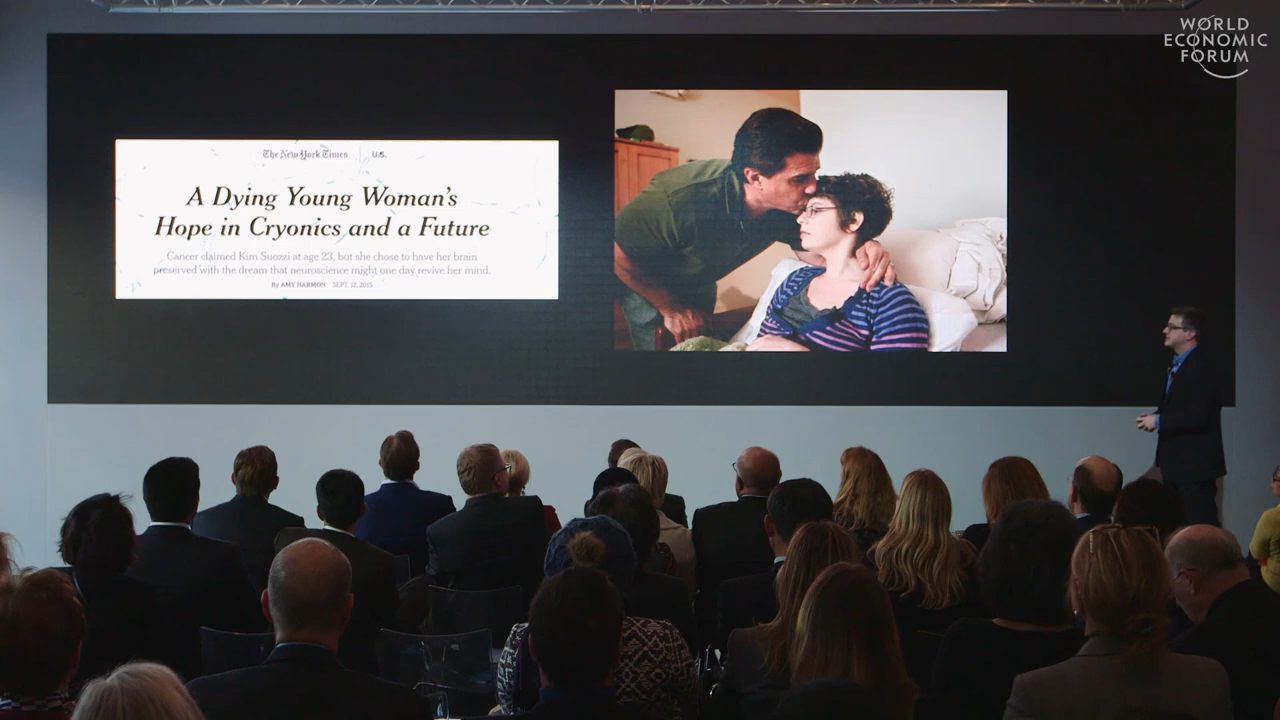 WORLD
ECONOMIC
FORUM
The New York Times U.S.
A Dying Young Woman's
Hope in Cryonics and a Future
Cancer claimed Kim Suozzi at age 23, but she chose to have her brain
preserved with the dream that neuroscience might one day revive her mind.
By AMY HARMON SEPT. 12, 2015